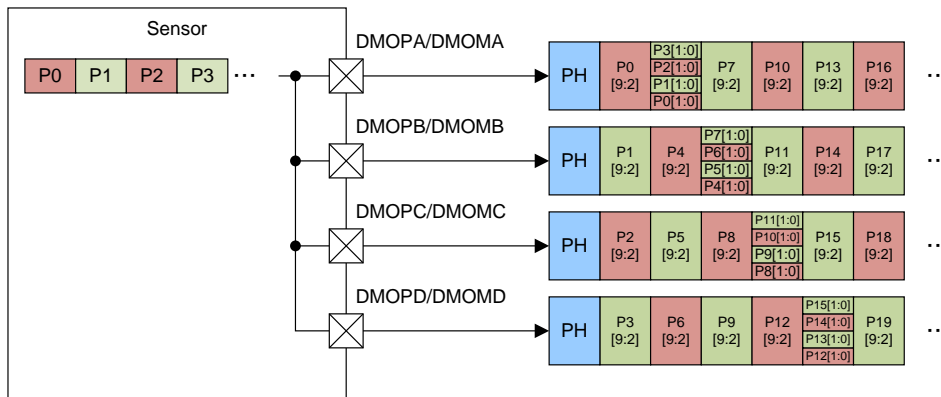 Sensor
P0 P1 P2 P3 ...
DMOPA/DMOMA
PH P0 [9:2] P3[1:0] P2[1:0] P1[1:0] P0[1:0] P7 [9:2] P10 [9:2] P13 [9:2] P16 [9:2] ...
DMOPB/DMOMB
PH P1 [9:2] P4 [9:2] P7[1:0] P6[1:0] P5[1:0] P4[1:0] P11 [9:2] P14 [9:2] P17 [9:2] ...
DMOPC/DMOMC
PH P2 [9:2] P5 [9:2] P8 [9:2] P11[1:0] P10[1:0] P9[1:0] P8[1:0] P15 [9:2] P18 [9:2] ...
DMOPD/DMOMD
PH P3 [9:2] P6 [9:2] P9 [9:2] P12 [9:2] P15[1:0] P14[1:0] P13[1:0] P12[1:0] P19 [9:2] ...